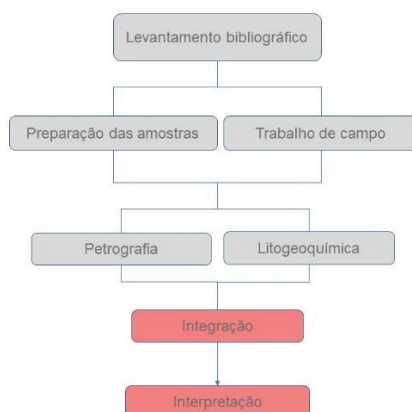 Levantamento bibliográfico
Preparação das amostras
Trabalho de campo
Petrografia
Litogeoquímica
Integração
Interpretação